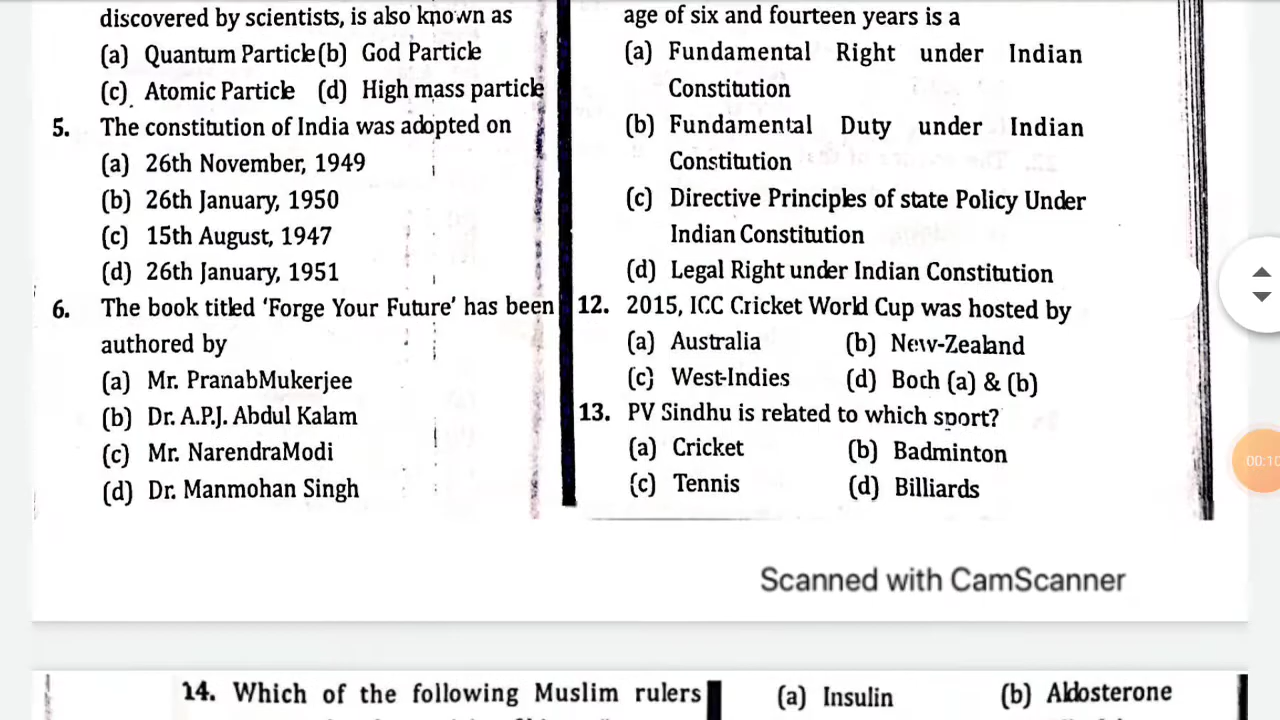 discovered by scientists, is also known as
(a) Quantum Particle (b) God Particle
(c) Atomic Particle (d) High mass particle
5. The constitution of India was adopted on
(a) 26th November, 1949
(b) 26th January, 1950
(c) 15th August, 1947
(d) 26th January, 1951
6. The book titled 'Forge Your Future' has been
authored by
(a) Mr. PranabMukerjee
(b) Dr. A.P.J. Abdul Kalam
(c) Mr. NarendraModi
(d) Dr. Manmohan Singh
age of six and fourteen years is a
(a) Fundamental Right under Indian
Constitution
(b) Fundamental Duty under Indian
Constitution
(c) Directive Principles of state Policy Under
Indian Constitution
(d) Legal Right under Indian Constitution
12. 2015, ICC Cricket World Cup was hosted by
(a) Australia (b) New-Zealand
(c) West-Indies (d) Both (a) & (b)
13. PV Sindhu is related to which sport?
(a) Cricket (b) Badminton
(c) Tennis (d) Billiards
Scanned with CamScanner
14. Which of the following Muslim rulers
(a) Insulin (b) Aldosterone
00:10